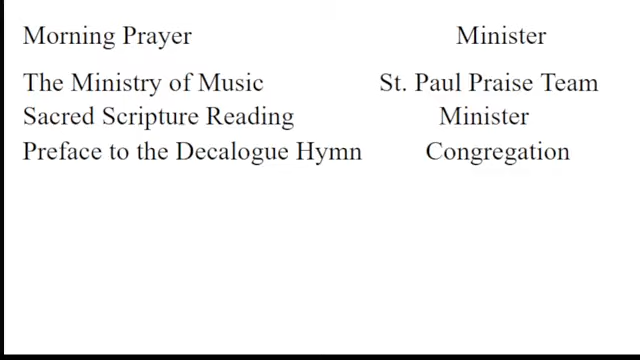 Morning Prayer Minister
The Ministry of Music St. Paul Praise Team
Sacred Scripture Reading Minister
Preface to the Decalogue Hymn Congregation